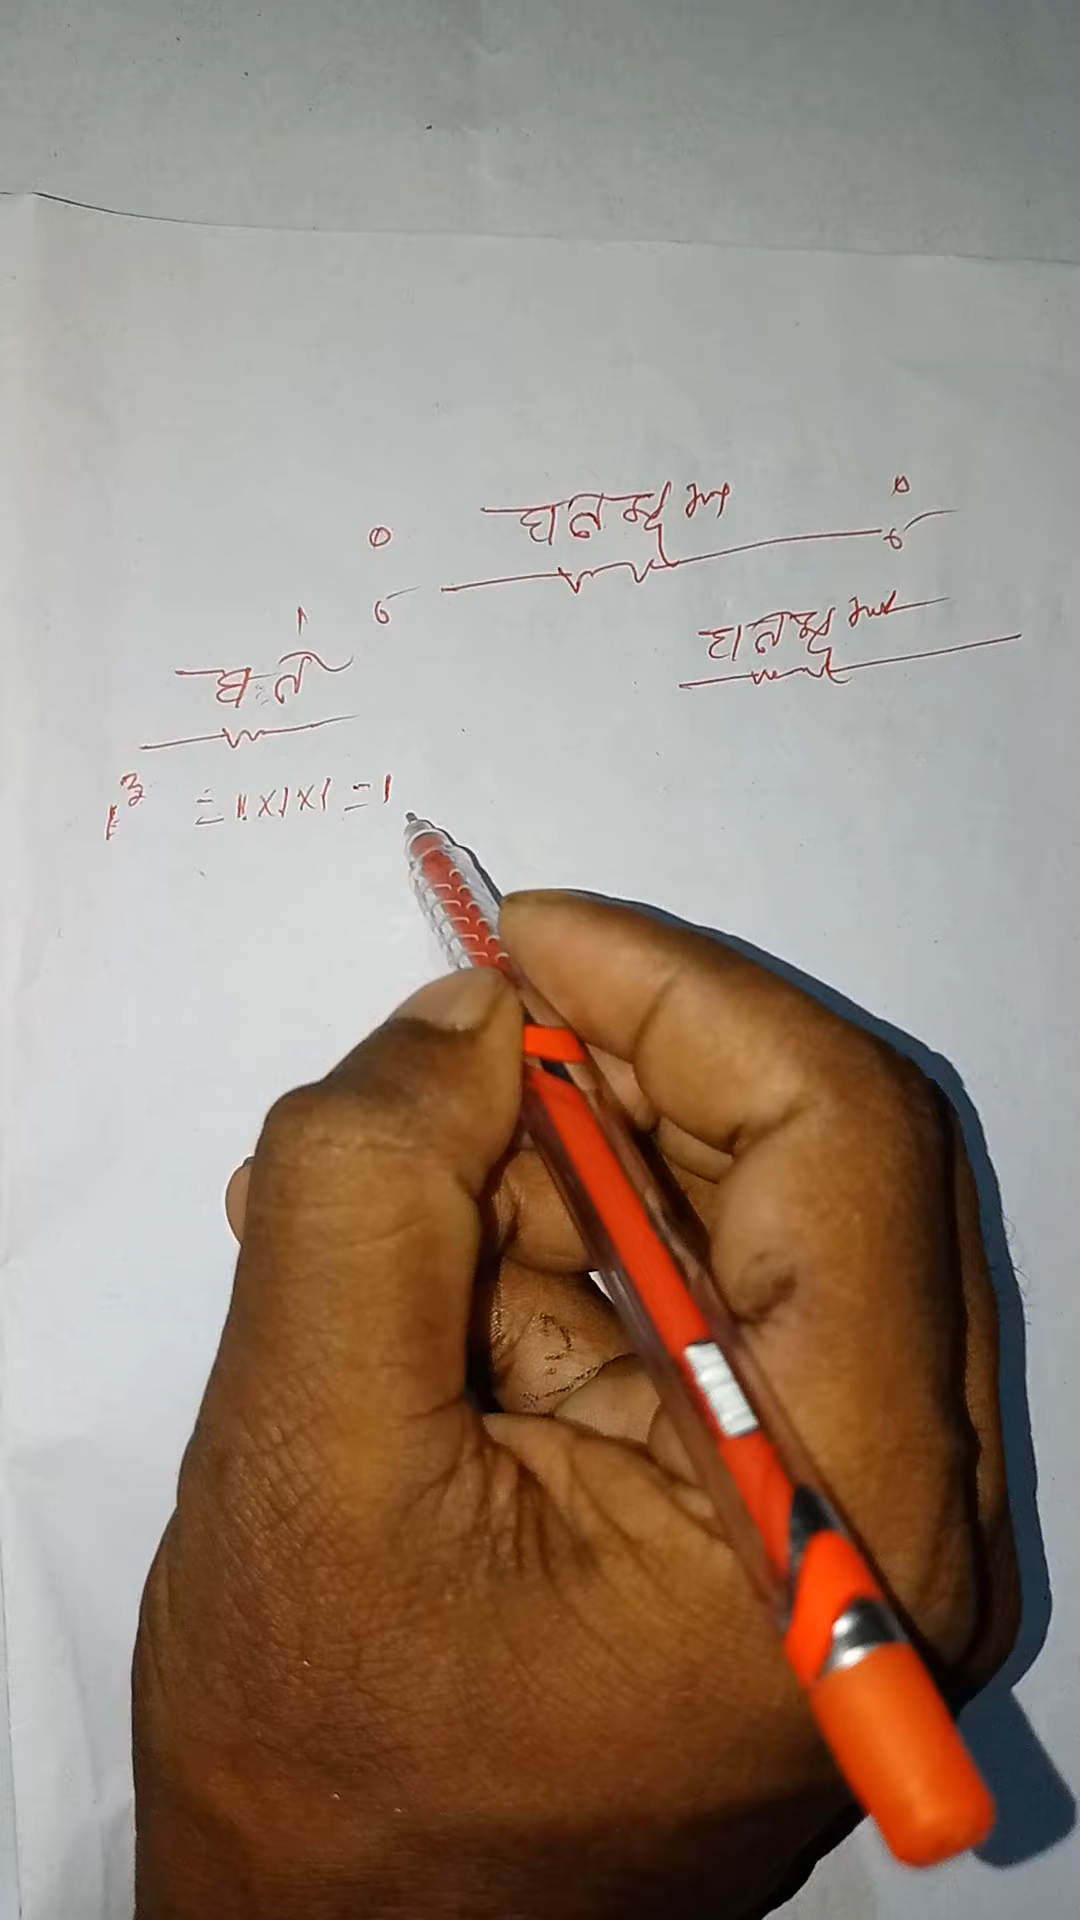 घनमूल
घन
घनमूल
1³ = 1×1×1 = 1